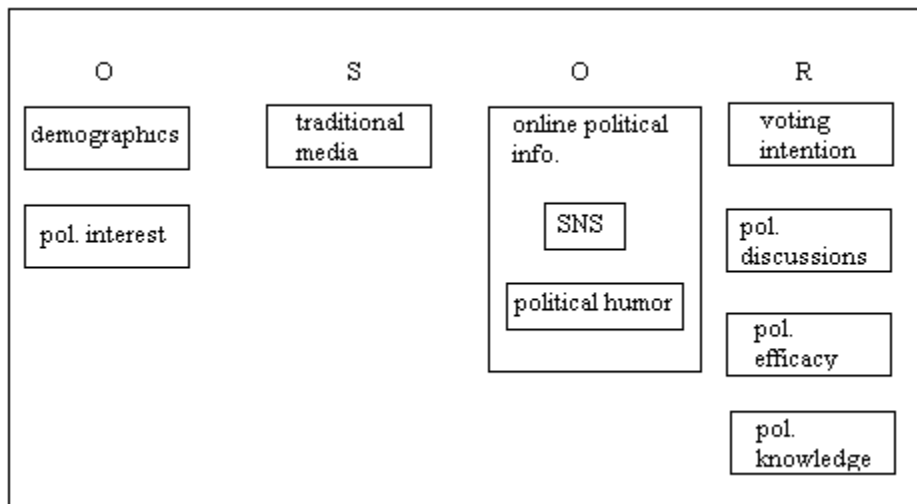 O S O R
demographics
pol. interest
traditional
media
online political
info.
SNS
political humor
voting
intention
pol.
discussions
pol.
efficacy
pol.
knowledge